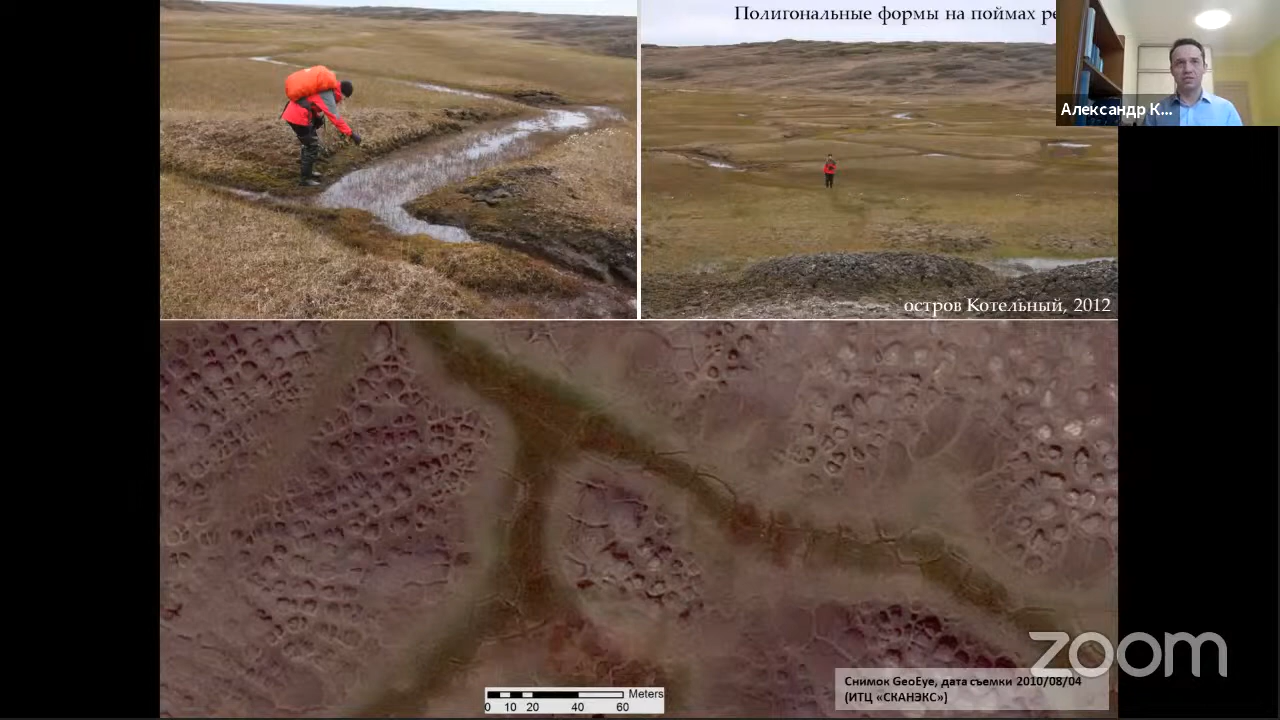 Полигональные формы на поймах ре
Александр К...
остров Котельный, 2012
zoom
Снимок GeoEye, дата съемки 2010/08/04
(ИТЦ «СКАНЭКС»)
Meters
0 10 20 40 60